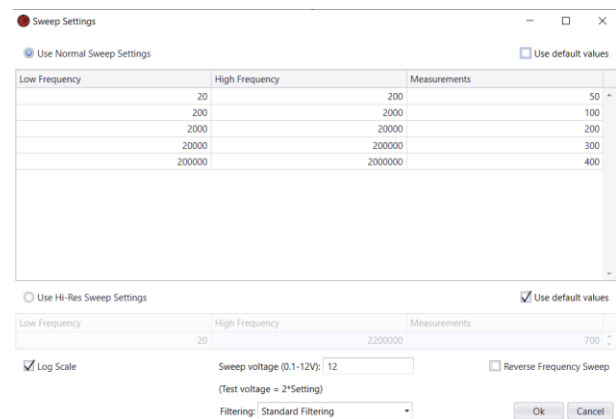 Sweep Settings
Use Normal Sweep Settings Use default values
Low Frequency High Frequency Measurements
20 200 50
200 2000 100
2000 20000 200
20000 200000 300
200000 2000000 400
Use Hi-Res Sweep Settings Use default values
Low Frequency High Frequency Measurements
20 2200000 700
Log Scale Sweep voltage (0.1-12V): 12 Reverse Frequency Sweep
(Test voltage = 2*Setting)
Filtering: Standard Filtering Ok Cancel